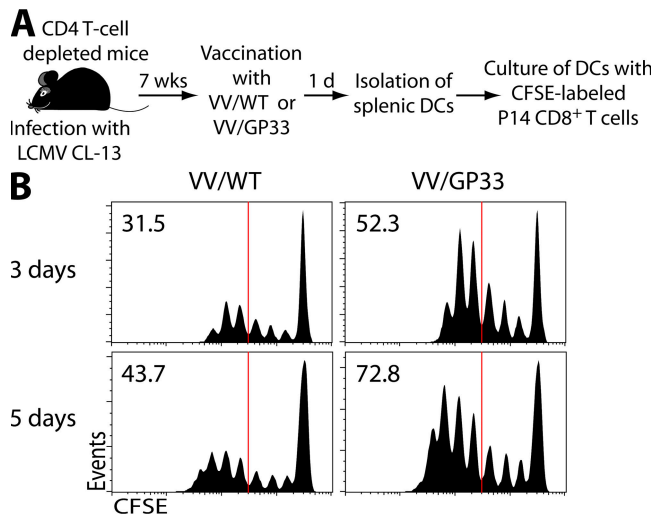 A
CD4 T-cell
depleted mice
Infection with
LCMV CL-13
7 wks
Vaccination
with
VV/WT or
VV/GP33
1 d
Isolation of
splenic DCs
Culture of DCs with
CFSE-labeled
P14 CD8+ T cells
B
VV/WT
VV/GP33
3 days
31.5
52.3
5 days
43.7
72.8
Events
CFSE